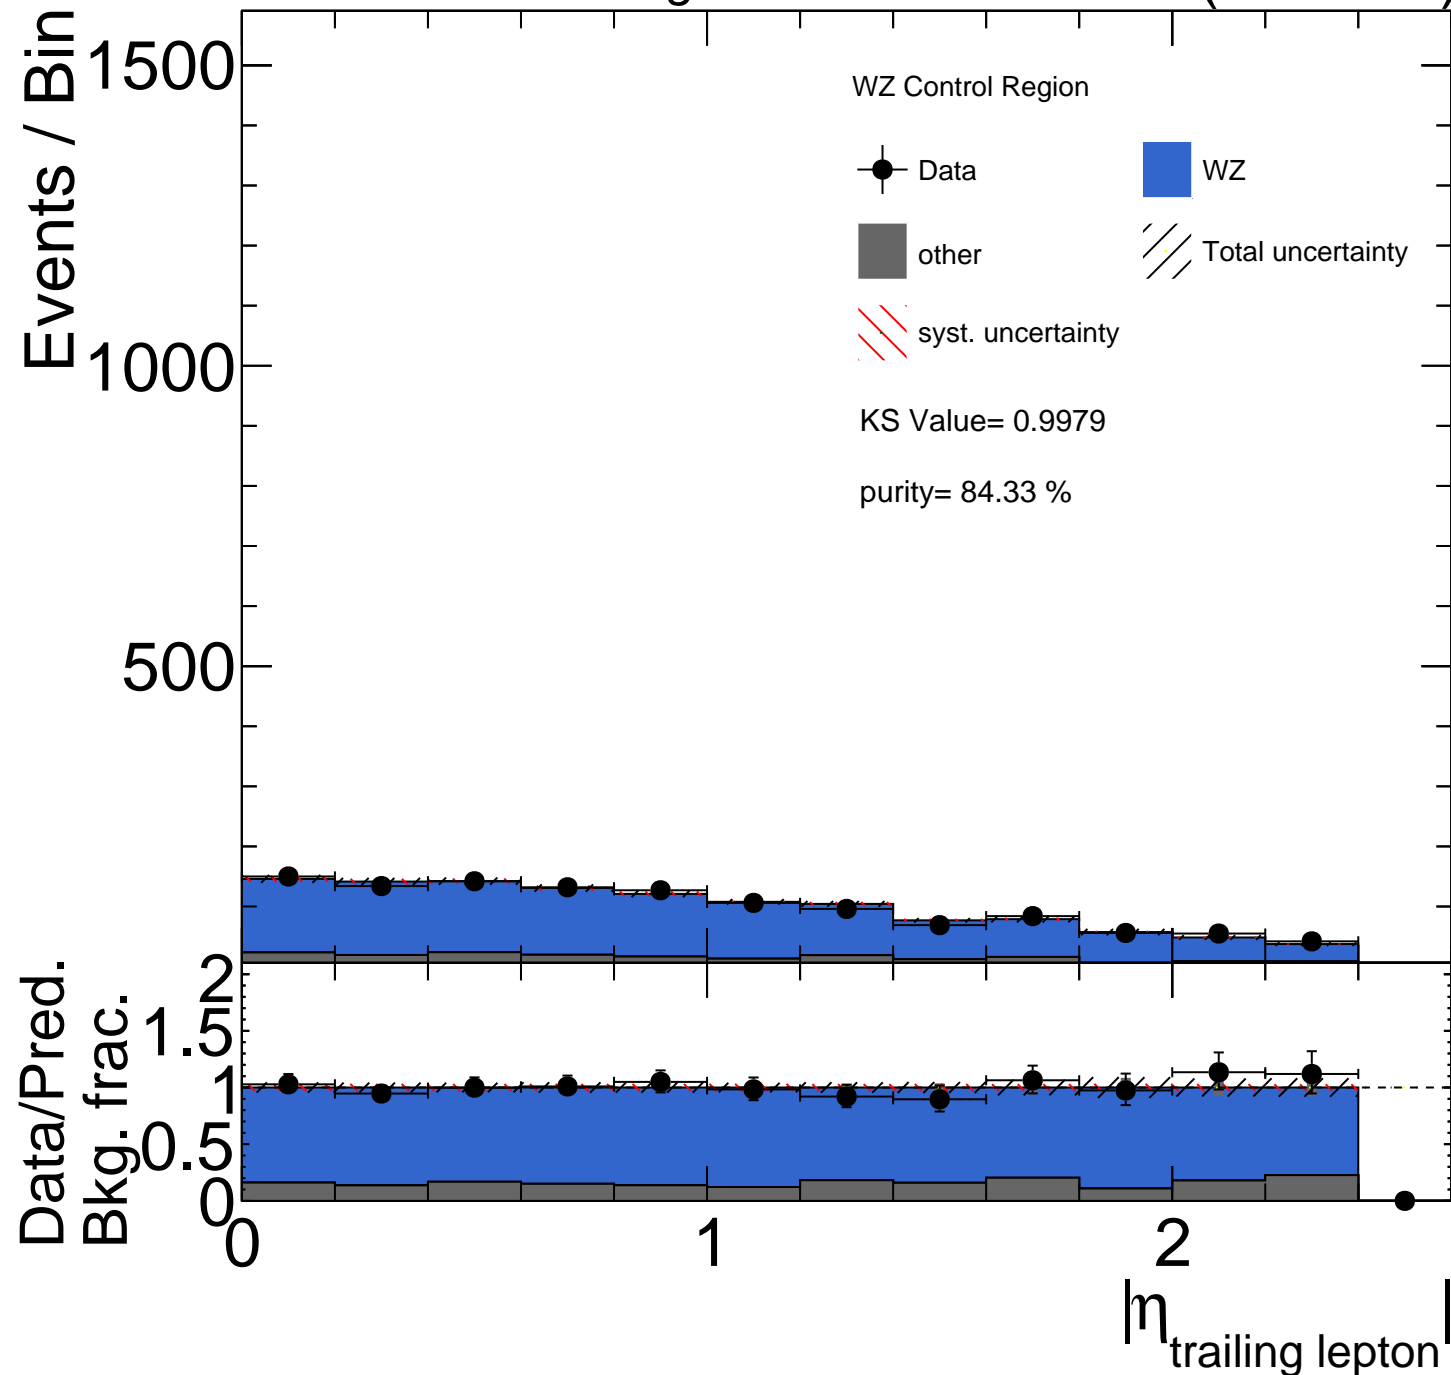 Events / Bin
1500
1000
500
WZ Control Region
Data
WZ
other
Total uncertainty
syst. uncertainty
KS Value= 0.9979
purity= 84.33 %
Data/Pred.
Bkg. frac.
2
1.5
1
0.5
0
0
1
2
|η trailing lepton|